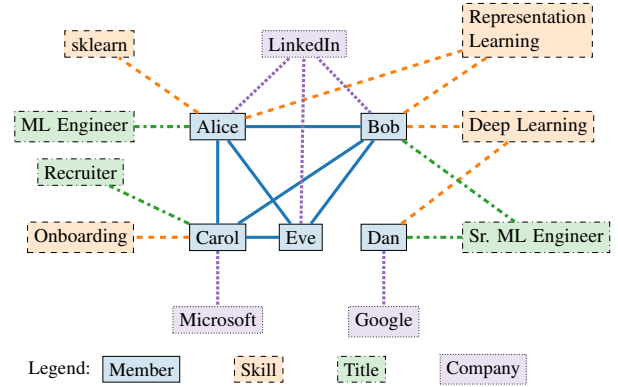 sklearn
LinkedIn
Representation
Learning
ML Engineer
Alice
Bob
Deep Learning
Recruiter
Onboarding
Carol
Eve
Dan
Sr. ML Engineer
Microsoft
Google
Legend: Member Skill Title Company